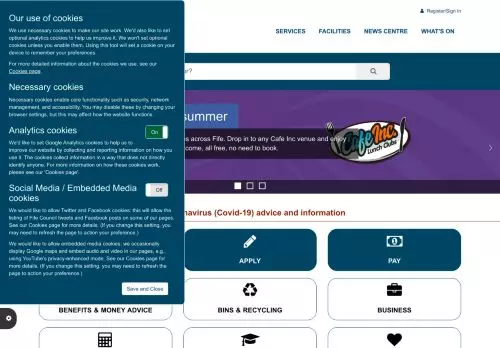 Our use of cookies
We use necessary cookies to make our site work. We'd also like to set
optional analytics cookies to help us improve it. We won't set optional
cookies unless you enable them. Using this tool will set a cookie on your
device to remember your preferences.
For more detailed information about the cookies we use, see our
Cookies page.
Necessary cookies
Necessary cookies enable core functionality such as security, network
management, and accessibility. You may disable these by changing your
browser settings, but this may affect how the website functions.
Analytics cookies
On
We'd like to set Google Analytics cookies to help us to
improve our website by collecting and reporting information on how you
use it. The cookies collect information in a way that does not directly
identify anyone. For more information on how these cookies work,
please see our 'Cookies page'.
Social Media / Embedded Media
cookies
Off
We would like to allow Twitter and Facebook cookies: this will allow the
listing of Fife Council tweets and Facebook posts on some of our pages.
See our Cookies page for more details. (If you change this setting, you
may need to refresh the page to action your preference.)
We would like to allow embedded media cookies: we occasionally
display Google maps and embed audio and video in our pages, e.g.,
using YouTube's privacy-enhanced mode. See our Cookies page for
more details. (If you change this setting, you may need to refresh the
page to action your preference.)
Save and Close
Register/Sign in
SERVICES FACILITIES NEWS CENTRE WHAT'S ON
summer
across Fife. Drop in to any Cafe Inc venue and enjoy
all free, no need to book.
Cafe Inc.
Lunch Clubs
(Covid-19) advice and information
APPLY
PAY
BENEFITS & MONEY ADVICE
BINS & RECYCLING
BUSINESS